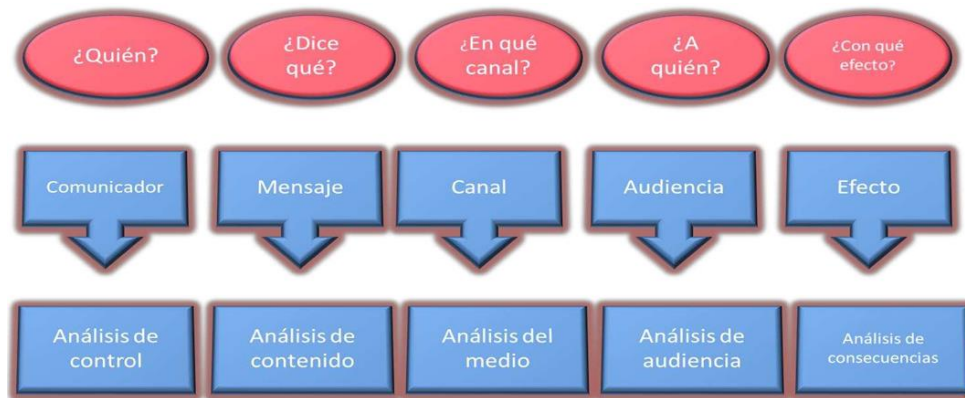 ¿Quién?
¿Dice
qué?
¿En qué
canal?
¿A
quién?
¿Con qué
efecto?
Comunicador
Mensaje
Canal
Audiencia
Efecto
Análisis de
control
Análisis de
contenido
Análisis del
medio
Análisis de
audiencia
Análisis de
consecuencias